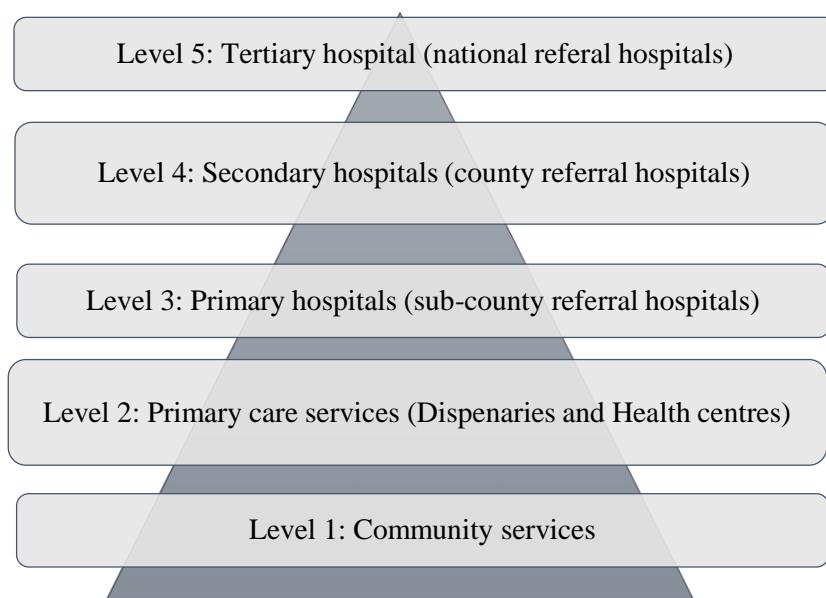 Level 5: Tertiary hospital (national referal hospitals)
Level 4: Secondary hospitals (county referral hospitals)
Level 3: Primary hospitals (sub-county referral hospitals)
Level 2: Primary care services (Dispenaries and Health centres)
Level 1: Community services